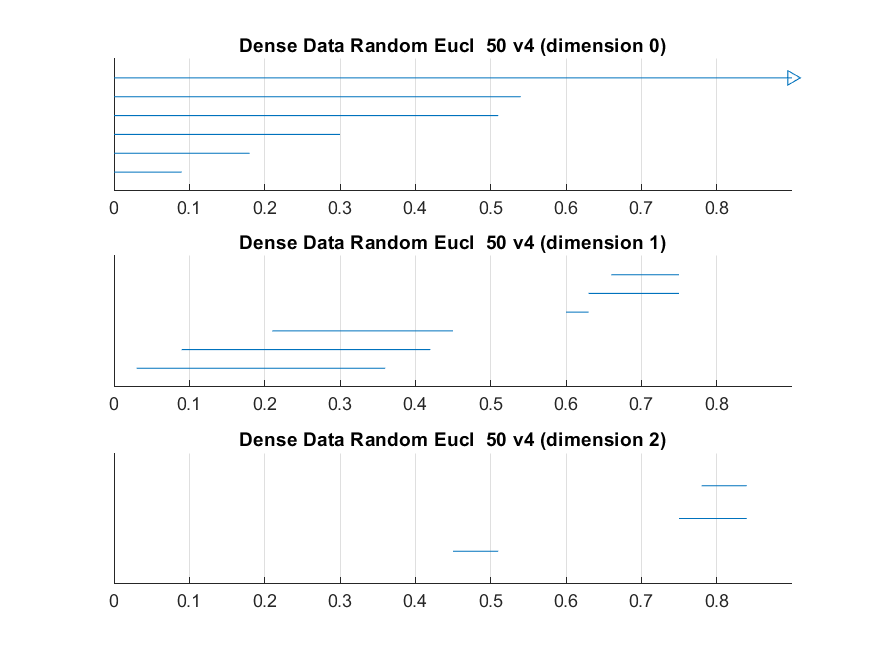 Dense Data Random Eucl  50 v4 (dimension 0)
0 0.1 0.2 0.3 0.4 0.5 0.6 0.7 0.8
Dense Data Random Eucl  50 v4 (dimension 1)
0 0.1 0.2 0.3 0.4 0.5 0.6 0.7 0.8
Dense Data Random Eucl  50 v4 (dimension 2)
0 0.1 0.2 0.3 0.4 0.5 0.6 0.7 0.8